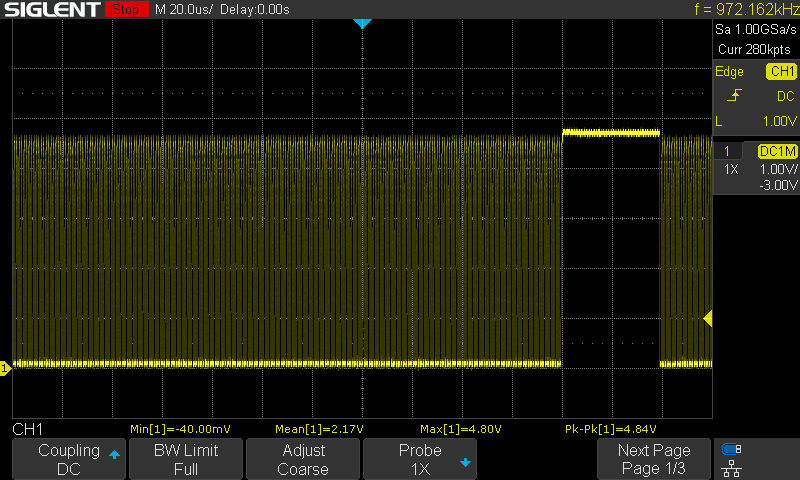 SIGLENT Stop M 20.0us/ Delay:0.00s f = 972.162kHz
Sa 1.00GSa/s
Curr 280kpts
Edge CH1
DC
L 1.00V
1 DC1M
1X 1.00V/
-3.00V
1
CH1 Min[1]=-40.00mV Mean[1]=2.17V Max[1]=4.80V Pk-Pk[1]=4.84V
Coupling BW Limit Adjust Probe Next Page
DC Full Coarse 1X Page 1/3